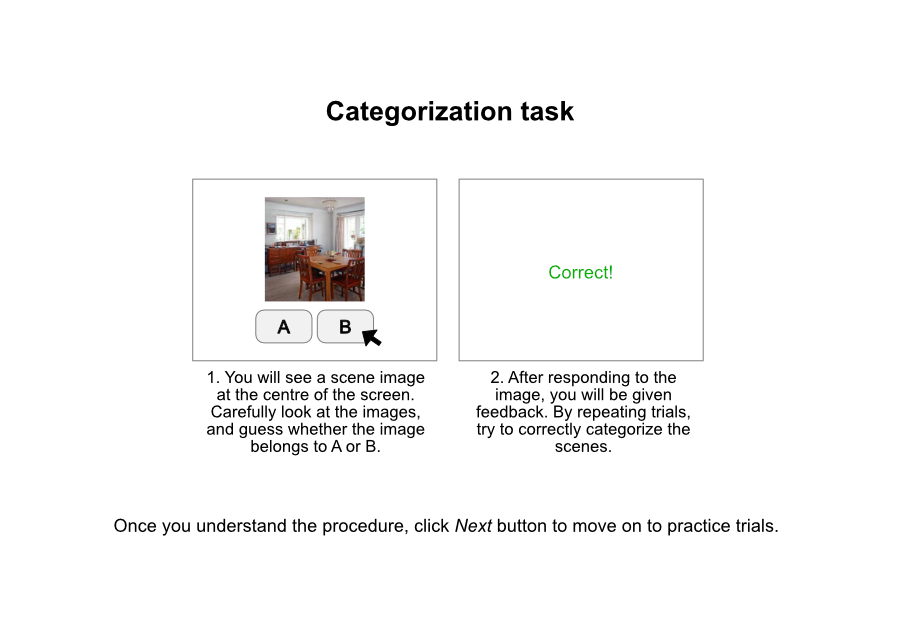 Categorization task
A
B
Correct!
1. You will see a scene image
at the centre of the screen.
Carefully look at the images,
and guess whether the image
belongs to A or B.
2. After responding to the
image, you will be given
feedback. By repeating trials,
try to correctly categorize the
scenes.
Once you understand the procedure, click Next button to move on to practice trials.